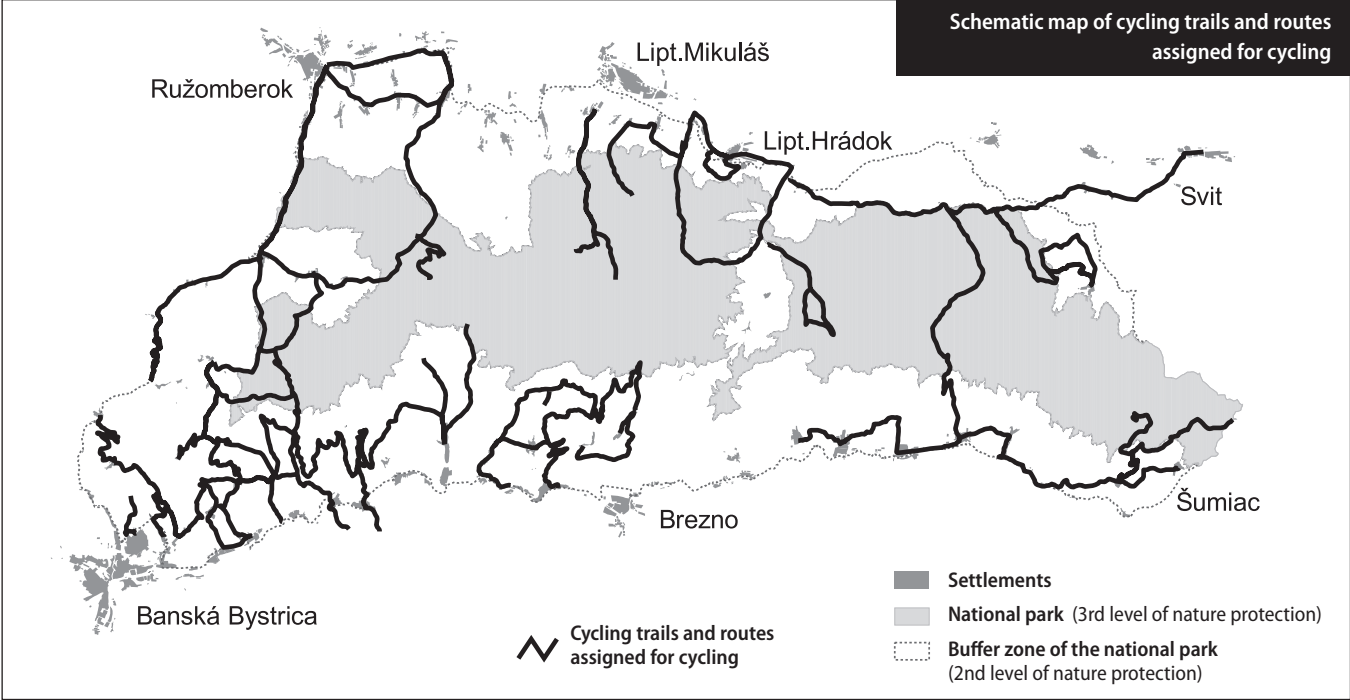 Schematic map of cycling trails and routes
assigned for cycling
Lipt.Mikuláš
Ružomberok
Lipt.Hrádok
Svit
Šumiac
Brezno
Banská Bystrica
Cycling trails and routes
assigned for cycling
Settlements
National park (3rd level of nature protection)
Buffer zone of the national park
(2nd level of nature protection)